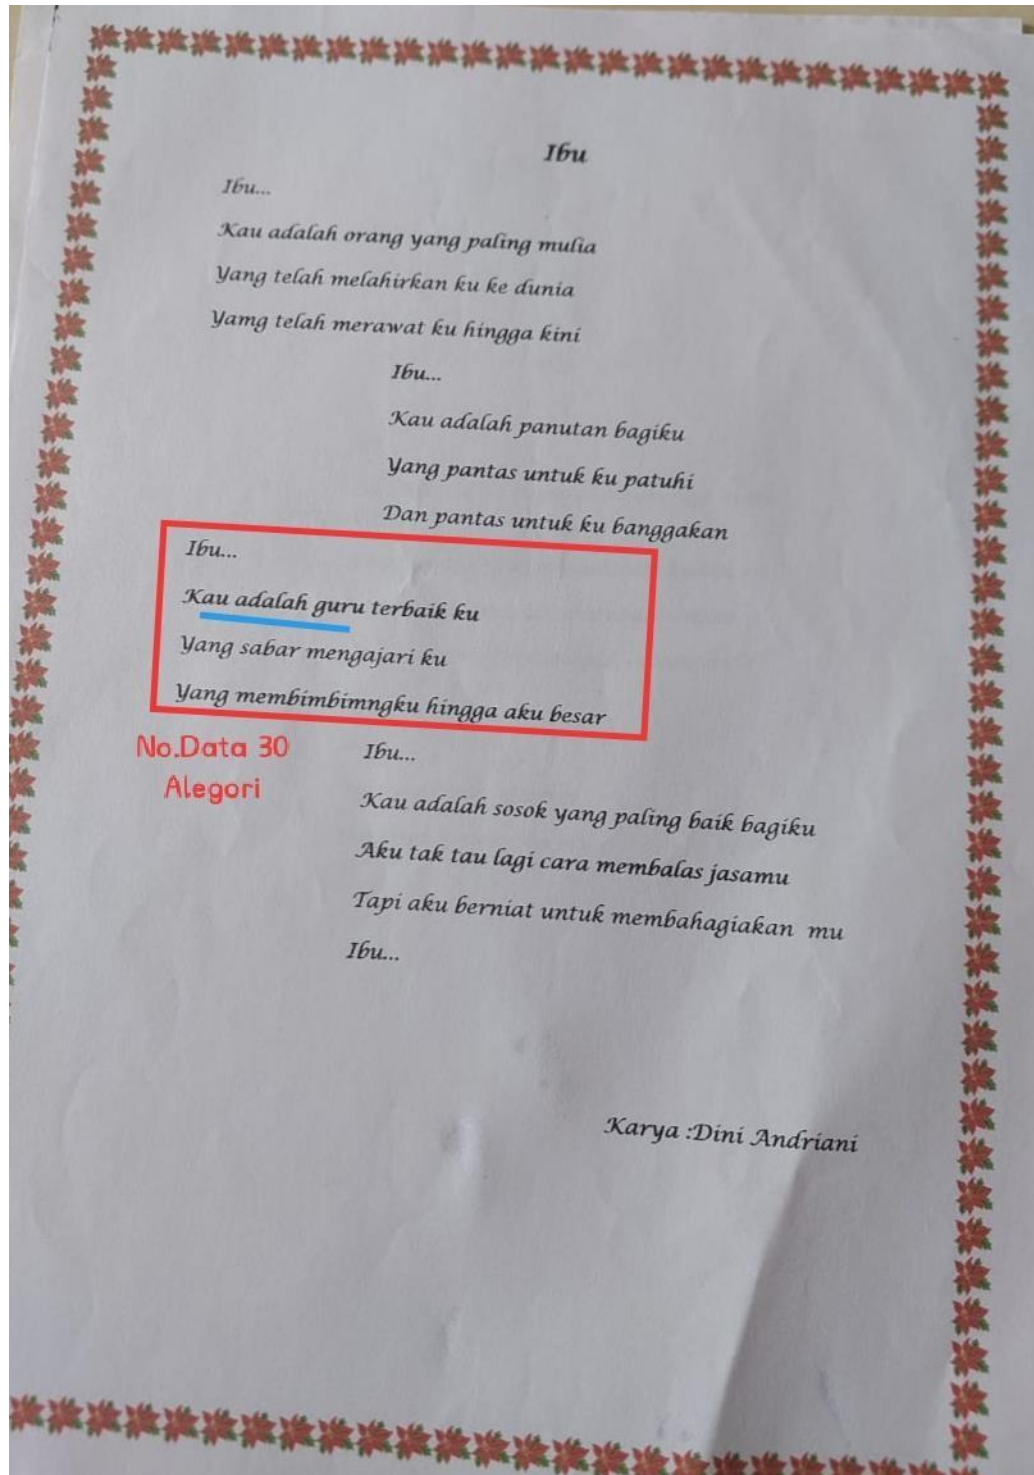 Ibu
Ibu...
Kau adalah orang yang paling mulia
Yang telah melahirkan ku ke dunia
Yamg telah merawat ku hingga kini
Ibu...
Kau adalah panutan bagiku
Yang pantas untuk ku patuhi
Dan pantas untuk ku banggakan
Ibu...
Kau adalah guru terbaik ku
Yang sabar mengajari ku
Yang membimbimngku hingga aku besar
No.Data 30
Alegori
Ibu...
Kau adalah sosok yang paling baik bagiku
Aku tak tau lagi cara membalas jasamu
Tapi aku berniat untuk membahagiakan mu
Ibu...
Karya :Dini Andriani